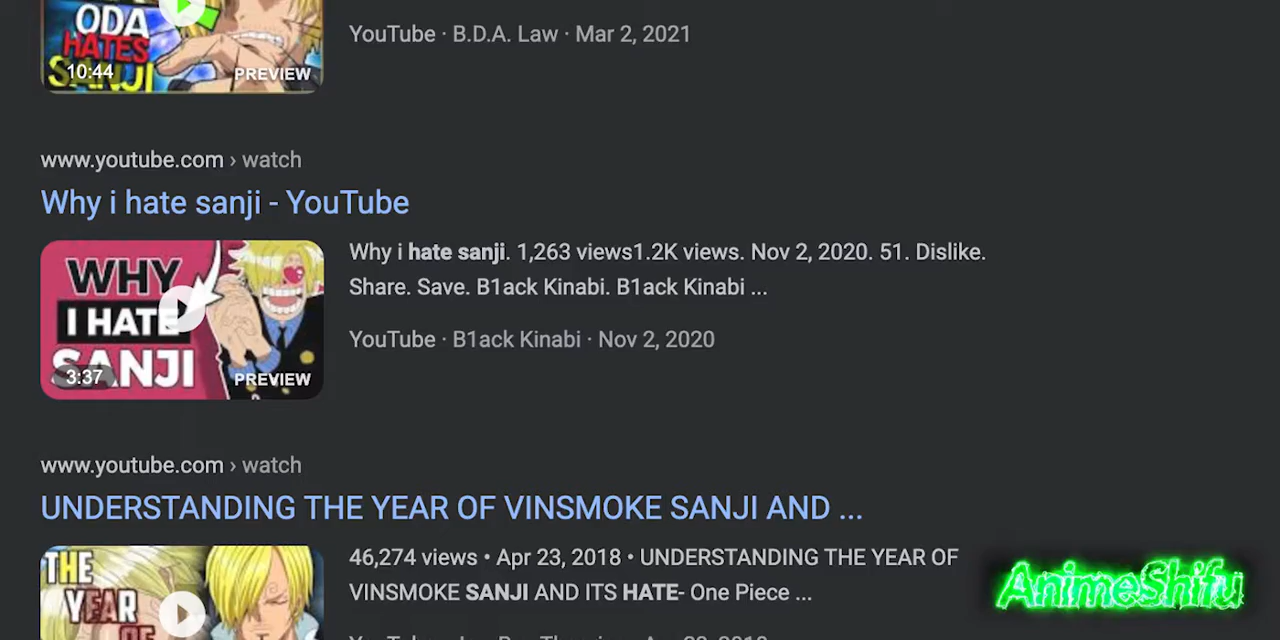 ODA
HATES
SANJI
10:44
PREVIEW
YouTube · B.D.A. Law · Mar 2, 2021
www.youtube.com › watch
Why i hate sanji - YouTube
WHY
I HATE
SANJI
3:37
PREVIEW
Why i hate sanji. 1,263 views1.2K views. Nov 2, 2020. 51. Dislike.
Share. Save. B1ack Kinabi. B1ack Kinabi ...
YouTube · B1ack Kinabi · Nov 2, 2020
www.youtube.com › watch
UNDERSTANDING THE YEAR OF VINSMOKE SANJI AND ...
THE
YEAR
OF
46,274 views • Apr 23, 2018 • UNDERSTANDING THE YEAR OF
VINSMOKE SANJI AND ITS HATE- One Piece ...
AnimeShifu